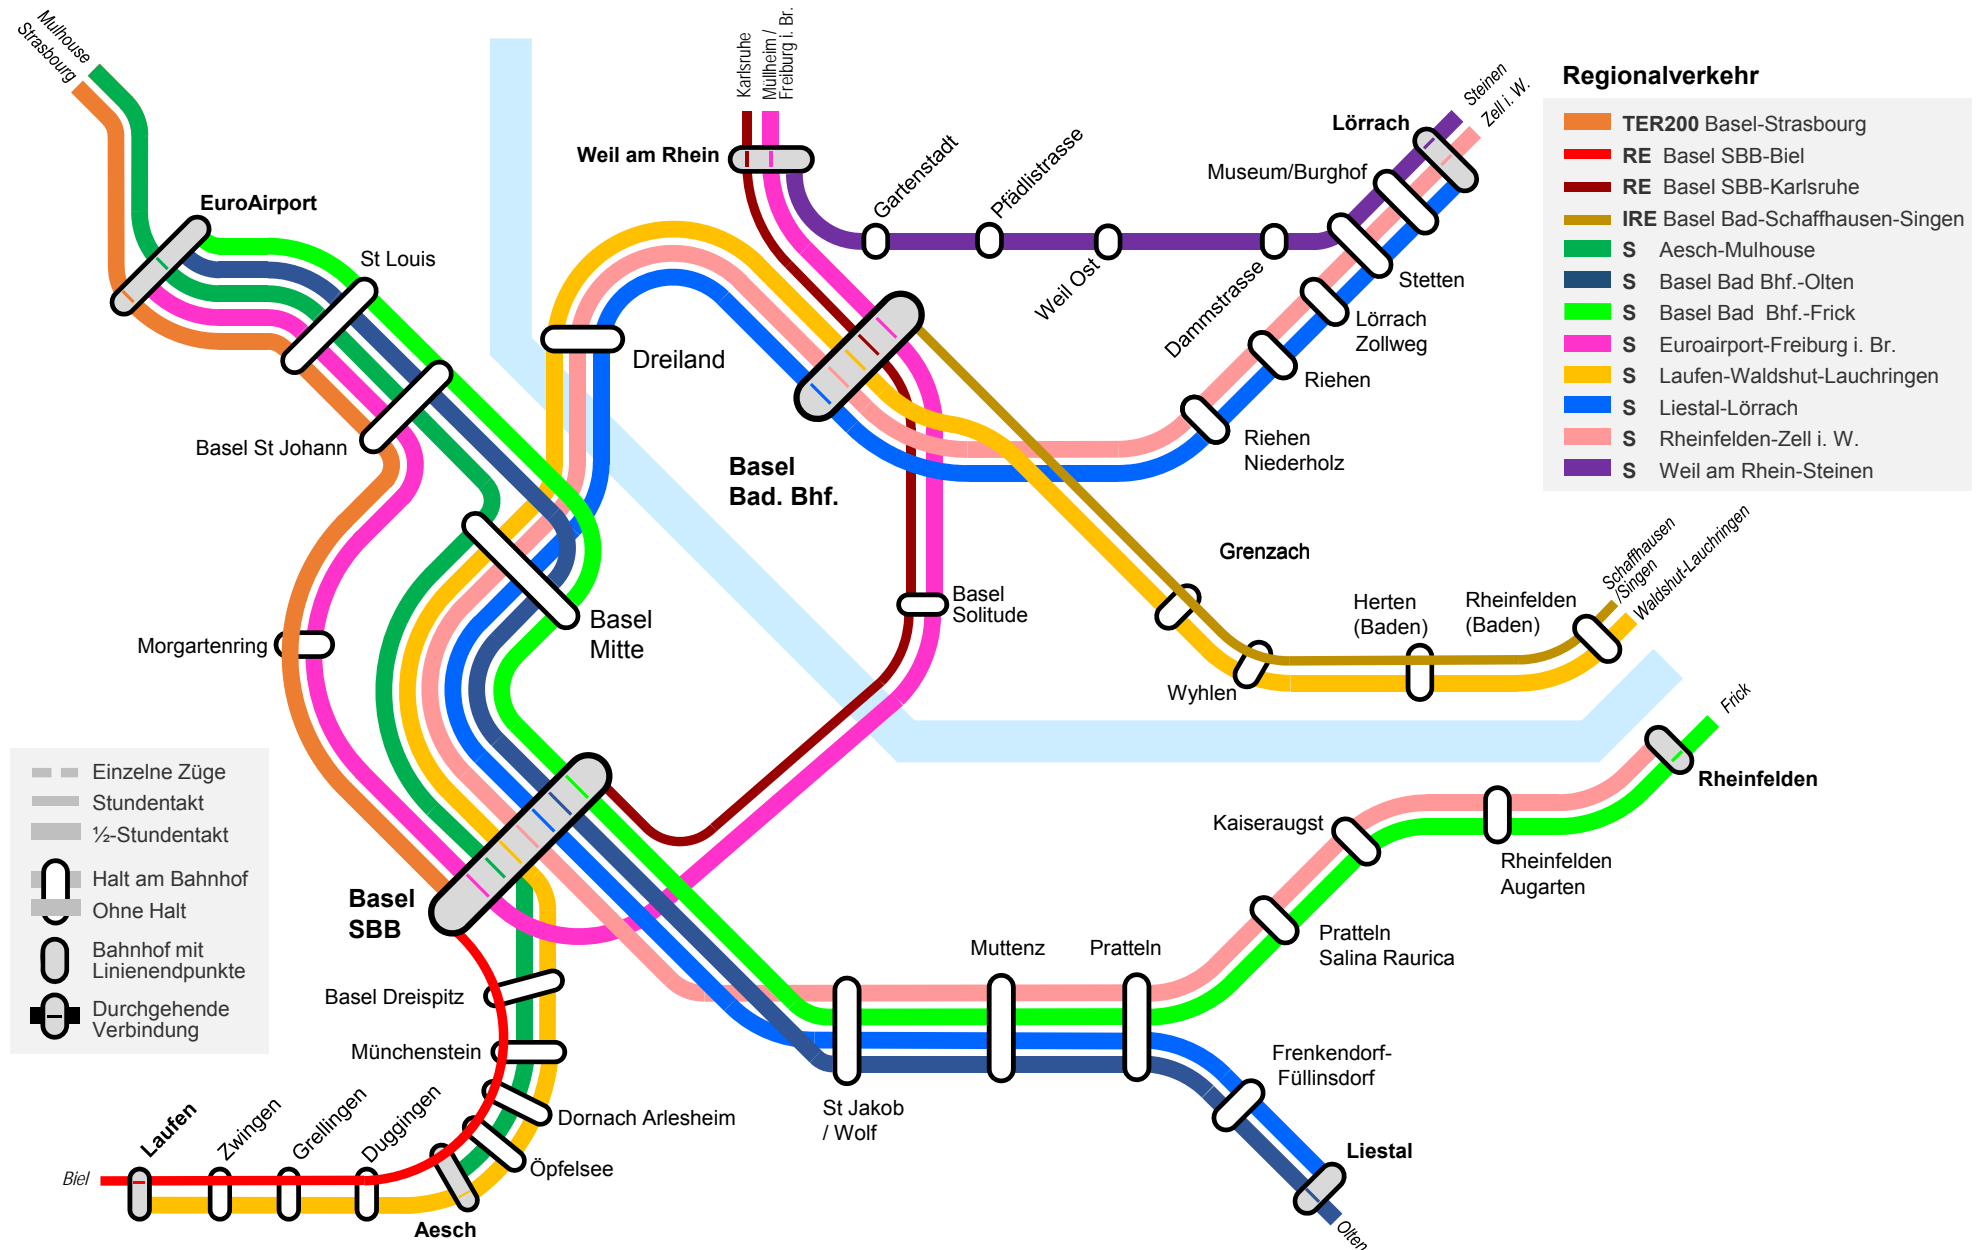 Mulhouse
Strasbourg
EuroAirport
St Louis
Basel St Johann
Morgartenring
Karlsruhe
Müllheim /
Freiburg i. Br.
Weil am Rhein
Gartenstadt
Pfädlistrasse
Weil Ost
Dammstrasse
Museum/Burghof
Lörrach
Steinen
Zell i. W.
Stetten
Lörrach
Zollweg
Riehen
Riehen
Niederholz
Dreiland
Basel
Bad. Bhf.
Basel
Mitte
Basel
Solitude
Grenzach
Wyhlen
Herten
(Baden)
Rheinfelden
(Baden)
Schaffhausen
/Singen
Waldshut-Lauchringen
Frick
Rheinfelden
Kaiseraugst
Rheinfelden
Augarten
Pratteln
Salina Raurica
Muttenz
Pratteln
St Jakob
/ Wolf
Frenkendorf-
Füllinsdorf
Liestal
Olten
Basel
SBB
Basel Dreispitz
Münchenstein
Dornach Arlesheim
Öpfelsee
Aesch
Duggingen
Grellingen
Zwingen
Laufen
Biel
Regionalverkehr
TER200 Basel-Strasbourg
RE Basel SBB-Biel
RE Basel SBB-Karlsruhe
IRE Basel Bad-Schaffhausen-Singen
S Aesch-Mulhouse
S Basel Bad Bhf.-Olten
S Basel Bad Bhf.-Frick
S Euroairport-Freiburg i. Br.
S Laufen-Waldshut-Lauchringen
S Liestal-Lörrach
S Rheinfelden-Zell i. W.
S Weil am Rhein-Steinen
Einzelne Züge
Stundentakt
½-Stundentakt
Halt am Bahnhof
Ohne Halt
Bahnhof mit
Linienendpunkte
Durchgehende
Verbindung